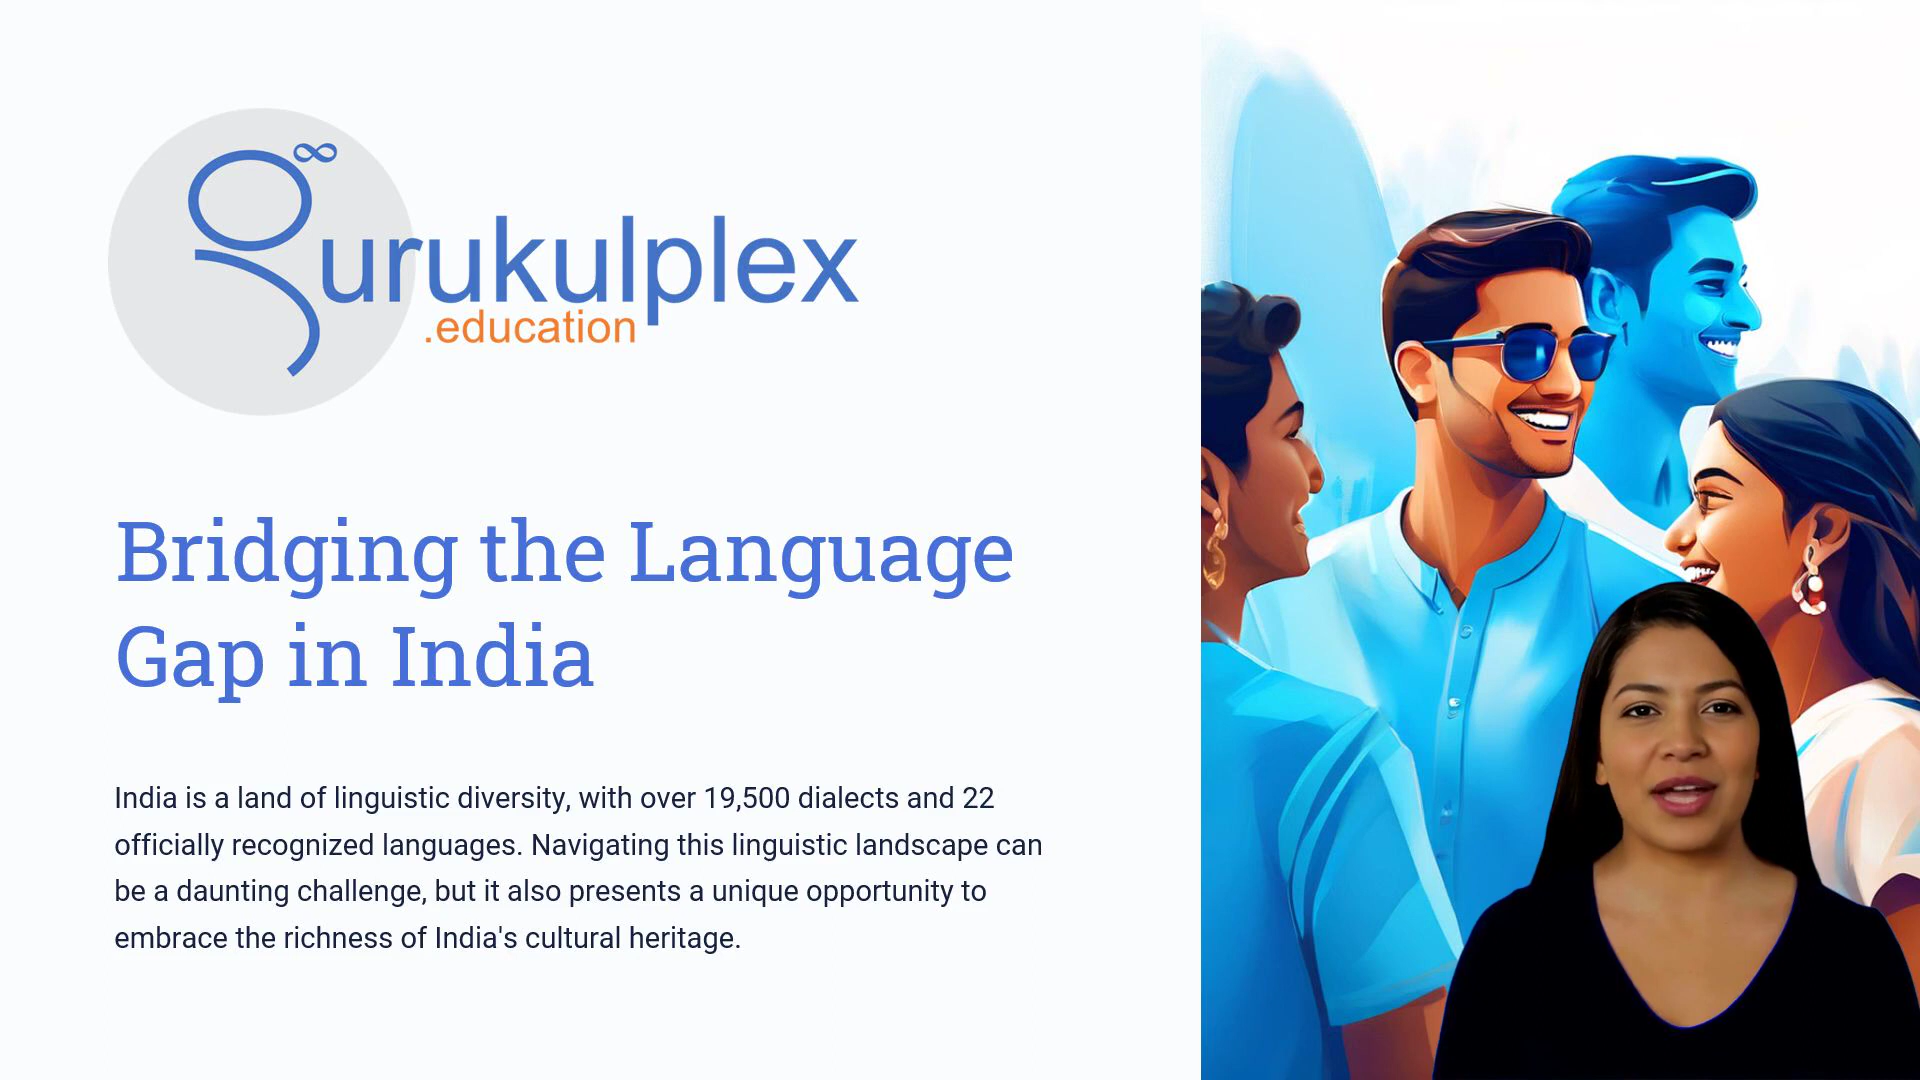 gurukulplex
.education
Bridging the Language
Gap in India
India is a land of linguistic diversity, with over 19,500 dialects and 22
officially recognized languages. Navigating this linguistic landscape can
be a daunting challenge, but it also presents a unique opportunity to
embrace the richness of India's cultural heritage.